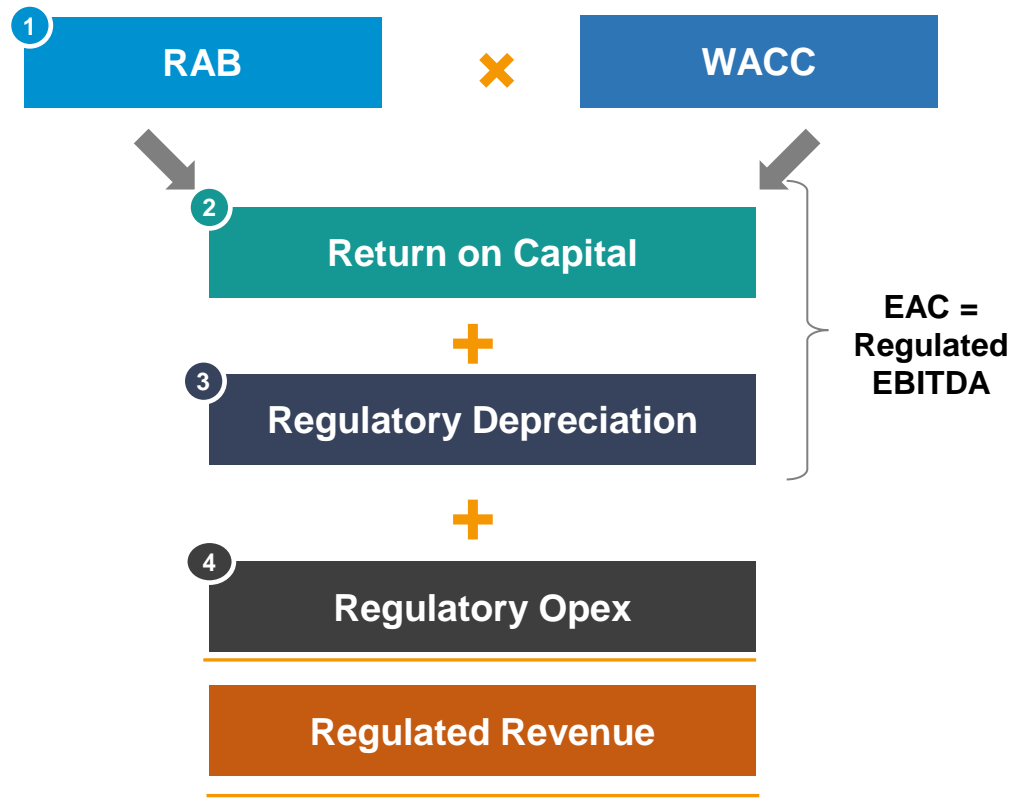 1
RAB
×
WACC
2
Return on Capital
+
EAC =
Regulated
EBITDA
3
Regulatory Depreciation
+
4
Regulatory Opex
Regulated Revenue